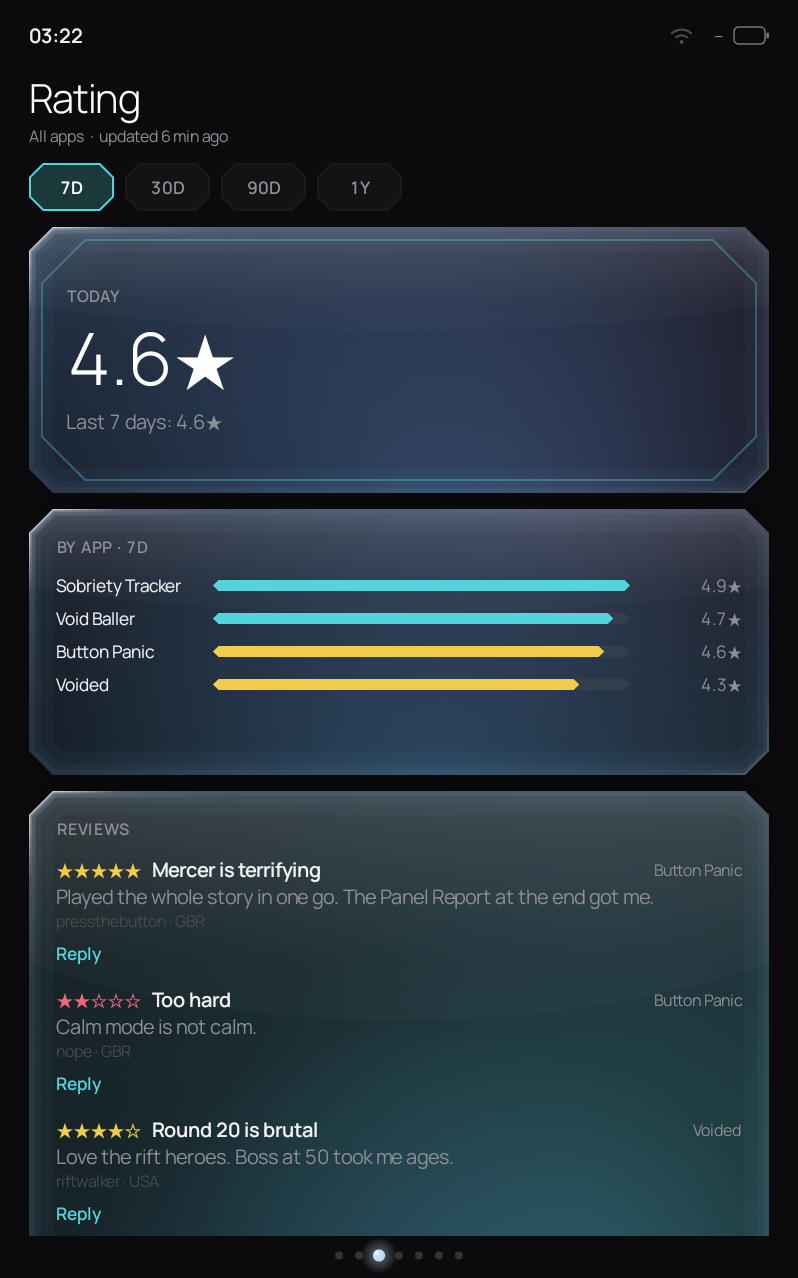 03:22
–
Rating
All apps · updated 6 min ago
7D 30D 90D 1Y
TODAY
4.6★
Last 7 days: 4.6★
BY APP · 7D
Sobriety Tracker 4.9★
Void Baller 4.7★
Button Panic 4.6★
Voided 4.3★
REVIEWS
★★★★★ Mercer is terrifying Button Panic
Played the whole story in one go. The Panel Report at the end got me.
pressthebutton · GBR
Reply
★★☆☆☆ Too hard Button Panic
Calm mode is not calm.
nope · GBR
Reply
★★★★☆ Round 20 is brutal Voided
Love the rift heroes. Boss at 50 took me ages.
riftwalker · USA
Reply